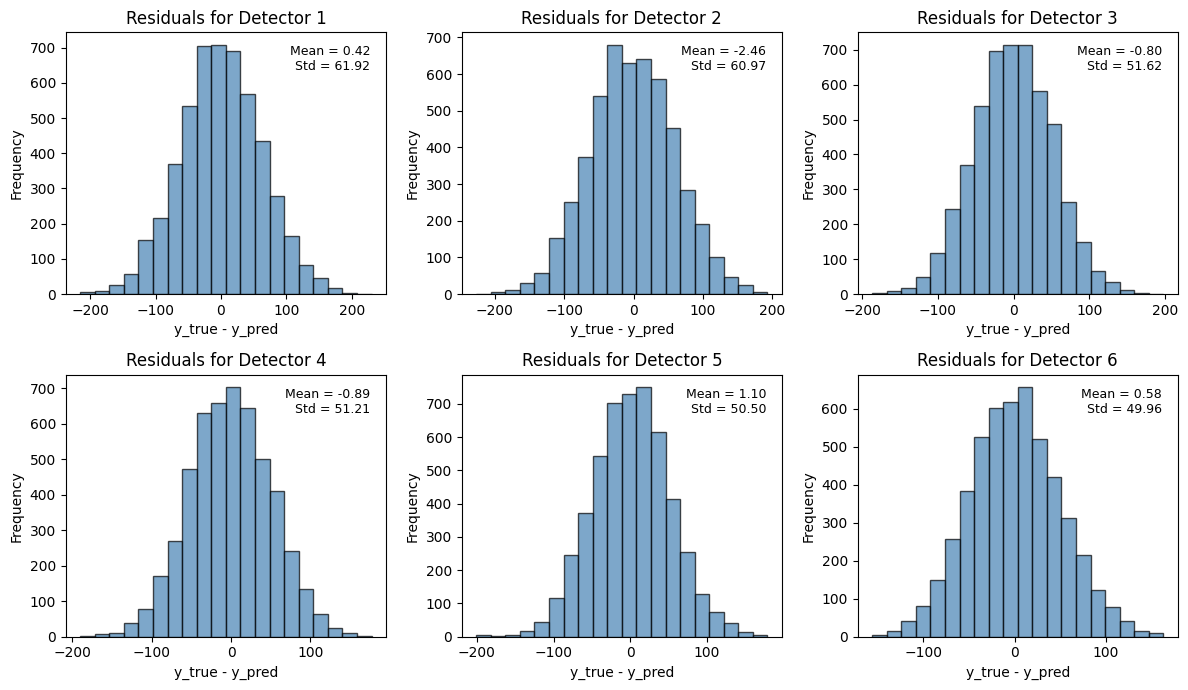 Residuals for Detector 1
Mean = 0.42
Std = 61.92
Frequency
700
600
500
400
300
200
100
0
−200 −100 0 100 200
y_true - y_pred
Residuals for Detector 2
Mean = -2.46
Std = 60.97
Frequency
700
600
500
400
300
200
100
0
−200 −100 0 100 200
y_true - y_pred
Residuals for Detector 3
Mean = -0.80
Std = 51.62
Frequency
700
600
500
400
300
200
100
0
−200 −100 0 100 200
y_true - y_pred
Residuals for Detector 4
Mean = -0.89
Std = 51.21
Frequency
700
600
500
400
300
200
100
0
−200 −100 0 100
y_true - y_pred
Residuals for Detector 5
Mean = 1.10
Std = 50.50
Frequency
700
600
500
400
300
200
100
0
−200 −100 0 100
y_true - y_pred
Residuals for Detector 6
Mean = 0.58
Std = 49.96
Frequency
600
500
400
300
200
100
0
−100 0 100
y_true - y_pred